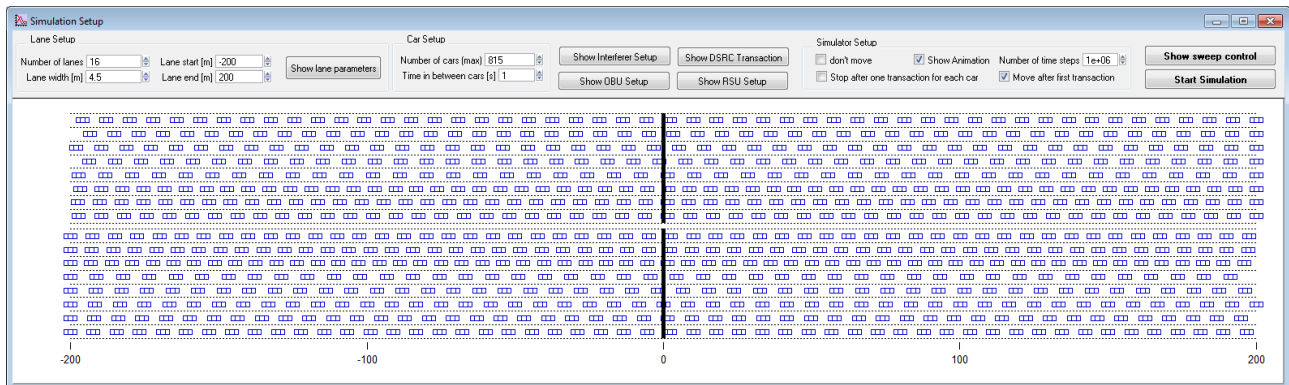 Simulation Setup
Lane Setup
Number of lanes 16 Lane start [m] -200
Lane width [m] 4.5 Lane end [m] 200
Show lane parameters
Car Setup
Number of cars (max) 815
Time in between cars [s] 1
Show Interferer Setup Show DSRC Transaction
Show OBU Setup Show RSU Setup
Simulator Setup
don't move Show Animation Number of time steps 1e+06
Stop after one transaction for each car Move after first transaction
Show sweep control
Start Simulation
-200 -100 0 100 200